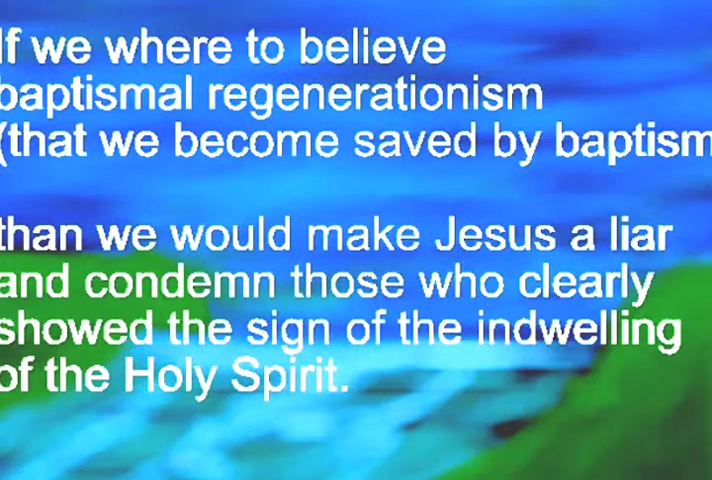 If we where to believe
baptismal regenerationism
(that we become saved by baptism
than we would make Jesus a liar
and condemn those who clearly
showed the sign of the indwelling
of the Holy Spirit.